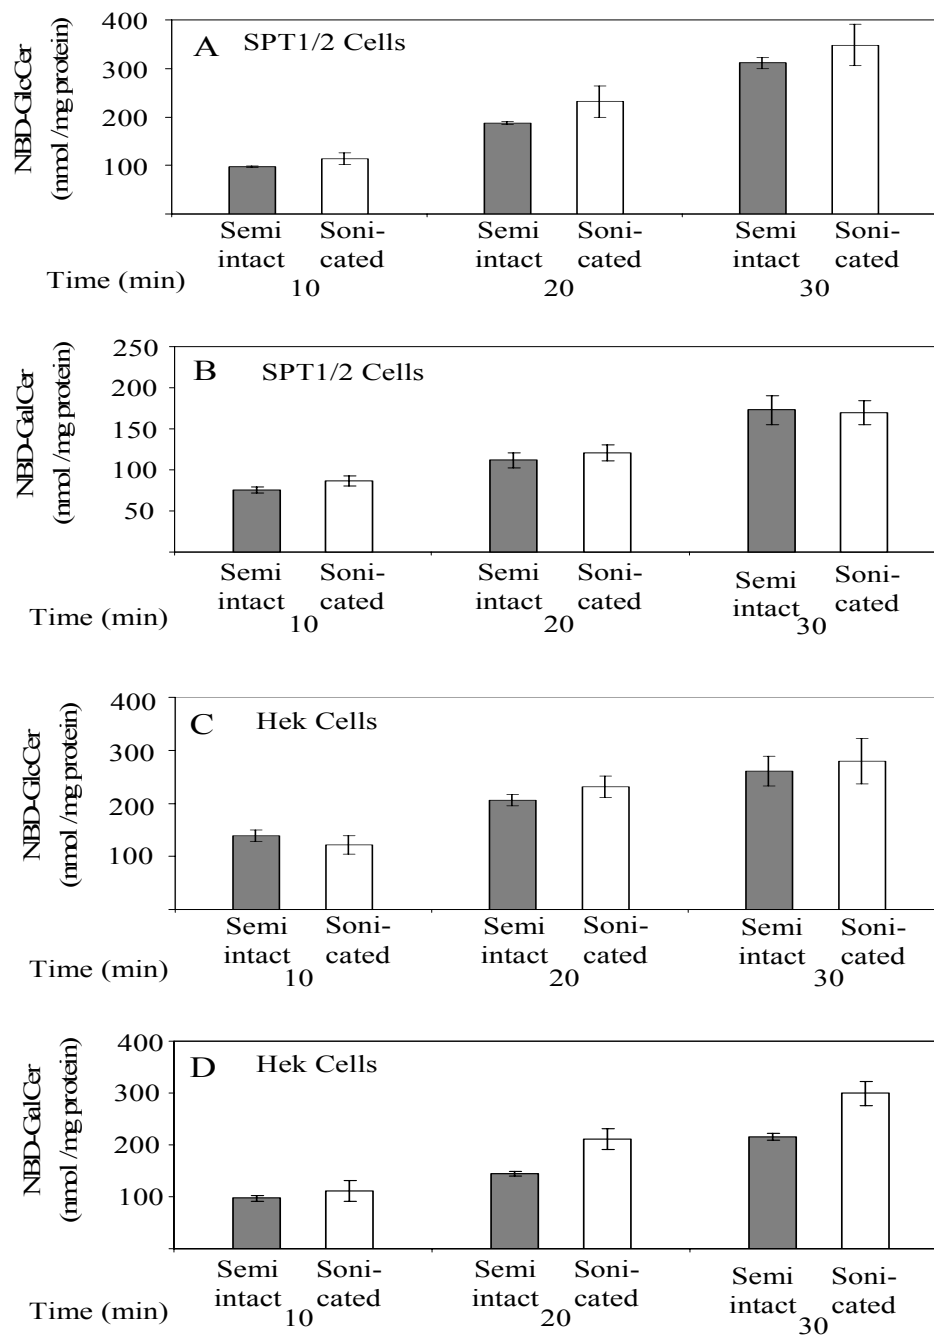 NBD-GlcCer
(nmol/mg protein)
400
300
200
100
A SPT1/2 Cells
Semi intact
Soni-cated
Semi intact
Soni-cated
Semi intact
Soni-cated
Time (min)
10
20
30
NBD-GalCer
(nmol/mg protein)
250
200
150
100
50
B SPT1/2 Cells
Semi intact
Soni-cated
Semi intact
Soni-cated
Semi intact
Soni-cated
Time (min)
10
20
30
NBD-GlcCer
(nmol/mg protein)
400
300
200
100
C Hek Cells
Semi intact
Soni-cated
Semi intact
Soni-cated
Semi intact
Soni-cated
Time (min)
10
20
30
NBD-GalCer
(nmol/mg protein)
400
300
200
100
D Hek Cells
Semi intact
Soni-cated
Semi intact
Soni-cated
Semi intact
Soni-cated
Time (min)
10
20
30